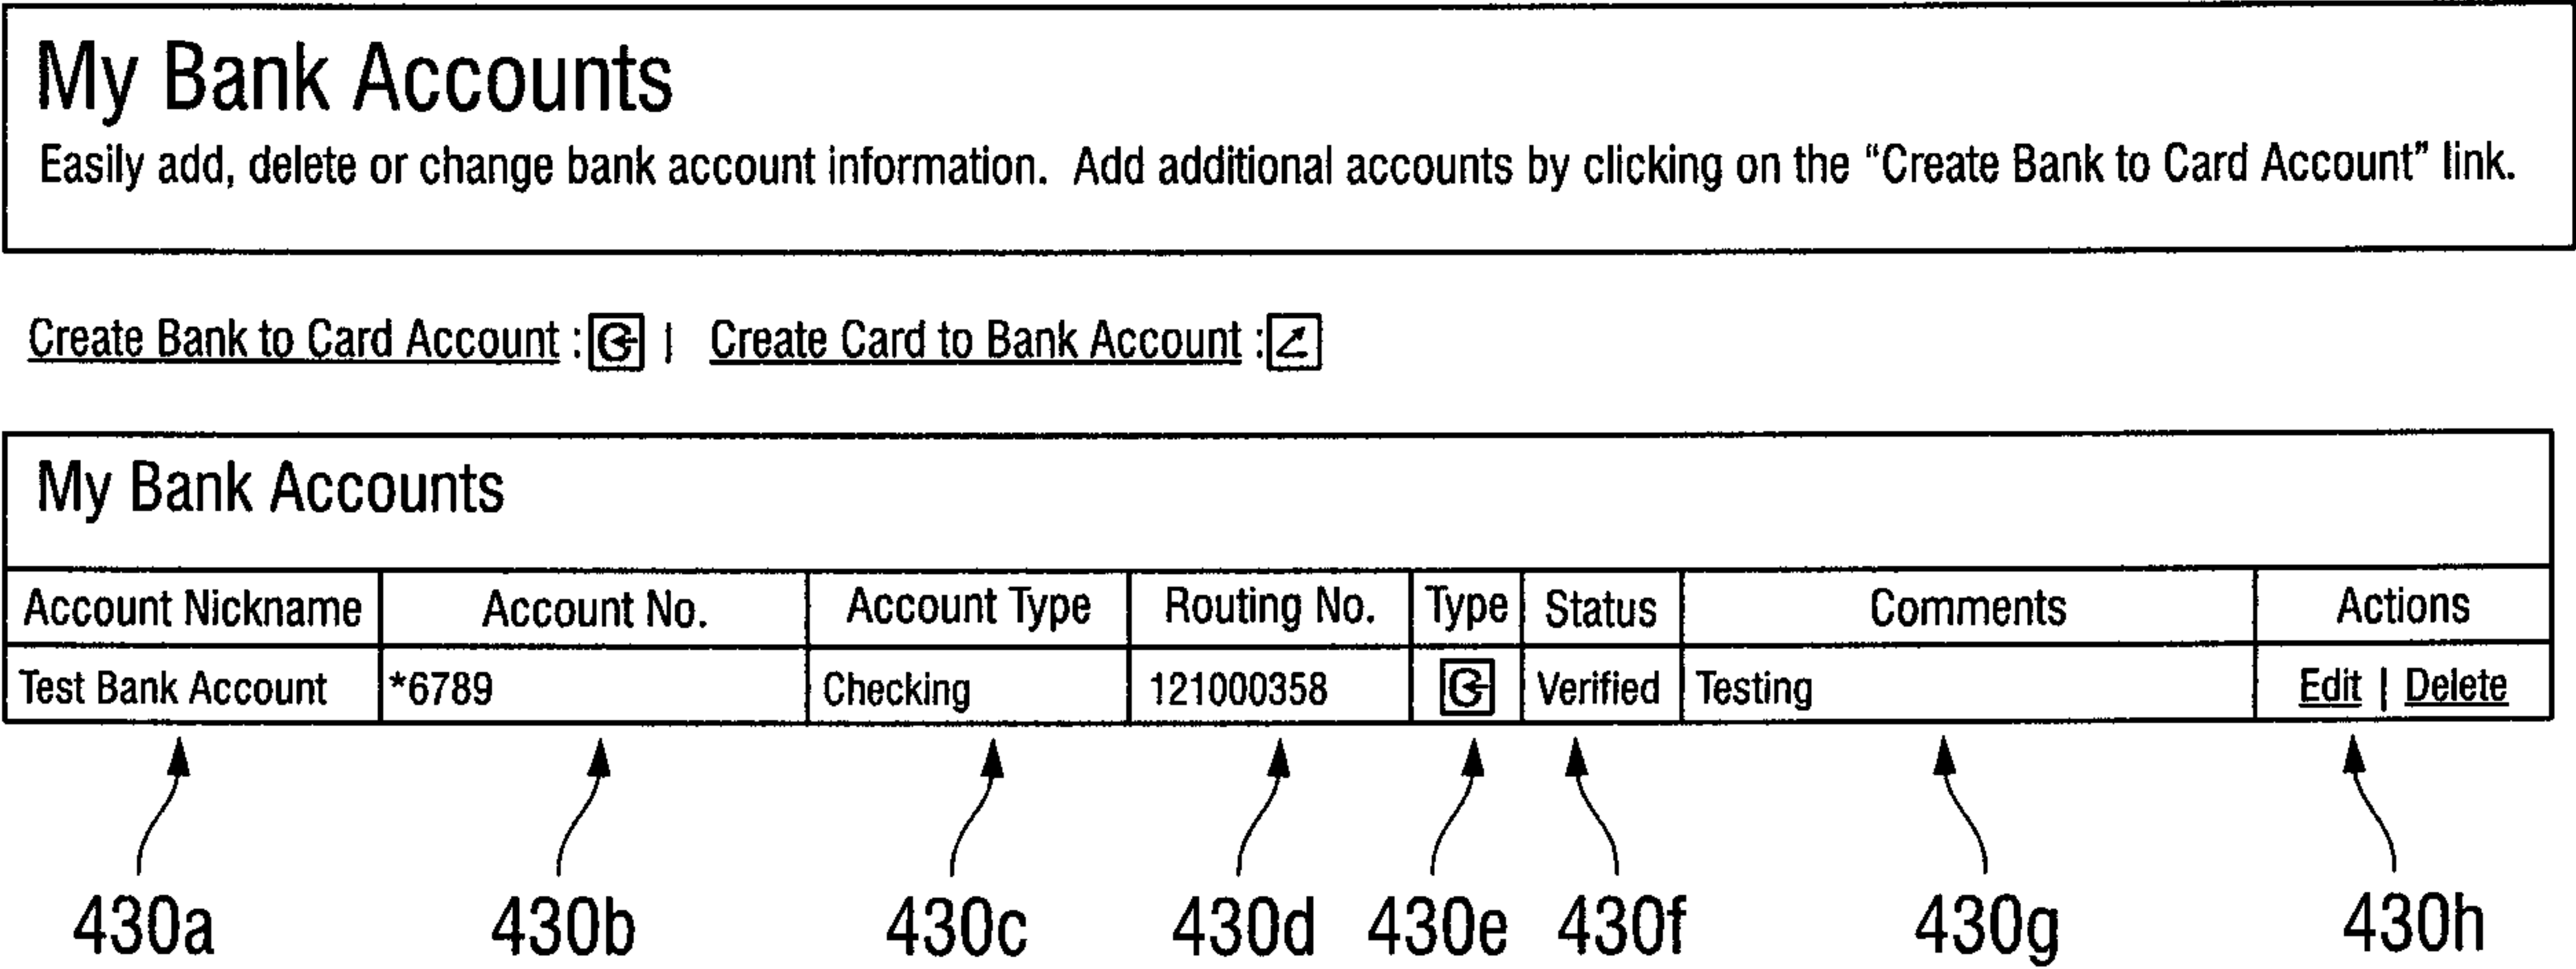 My Bank Accounts
Easily add, delete or change bank account information. Add additional accounts by clicking on the “Create Bank to Card Account” link.
Create Bank to Card Account : | Create Card to Bank Account :
My Bank Accounts
Account Nickname Account No. Account Type Routing No. Type Status Comments Actions
Test Bank Account *6789 Checking 121000358 Verified Testing Edit | Delete
430a 430b 430c 430d 430e 430f 430g 430h